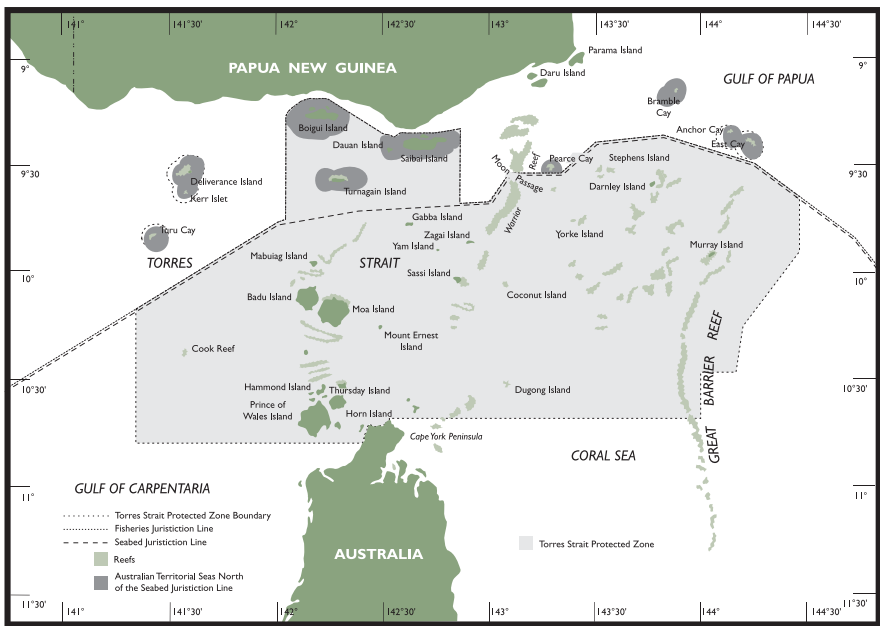 141°
141°30'
142°
142°30'
143°
143°30'
144°
144°30'
Parama Island
9°
9°
PAPUA NEW GUINEA
Daru Island
GULF OF PAPUA
Bramble
Cay
Boigui Island
Anchor Cay
Dauan Island
East Cay
Saibai Island
Moon
Reef
Pearce Cay
Stephens Island
9°30'
9°30
Deliverance Island
Turnagain Island
Passage
Darnley Island
Kerr Islet
Gabba Island
Warrior
Turu Cay
Zagai Island
Yorke Island
Yam Island
Murray Island
Mabuiag Island
TORRES
STRAIT
10°
Sassi Island
10°
Badu Island
Coconut Island
Moa Island
Mount Ernest
Island
Cook Reef
GREAT BARRIER REEF
10°30'
Hammond Island
Thursday Island
Dugong Island
10°30'
Prince of
Wales Island
Horn Island
Cape York Peninsula
CORAL SEA
GULF OF CARPENTARIA
11°
11°
Torres Strait Protected Zone Boundary
Fisheries Juristiction Line
Seabed Juristiction Line
Reefs
AUSTRALIA
Torres Strait Protected Zone
Australian Territorial Seas North
of the Seabed Juristiction Line
11°30'
11°30'
141°
141°30'
142°
142°30'
143°
143°30'
144°
144°30'